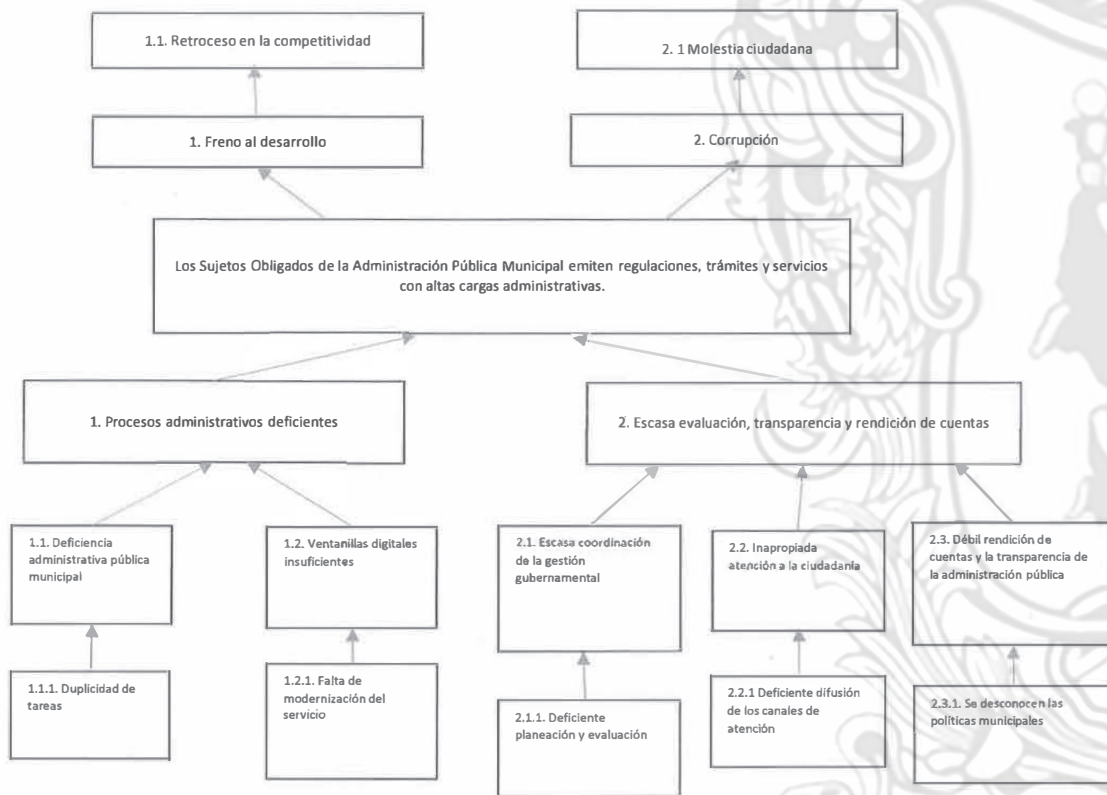 1.1. Retroceso en la competitividad
2. 1 Molestia ciudadana
1. Freno al desarrollo
2. Corrupción
Los Sujetos Obligados de la Administración Pública Municipal emiten regulaciones, trámites y servicios
con altas cargas administrativas.
1. Procesos administrativos deficientes
2. Escasa evaluación, transparencia y rendición de cuentas
1.1. Deficiencia
administrativa pública
municipal
1.2. Ventanillas digitales
insuficientes
2.1. Escasa coordinación
de la gestión
gubernamental
2.2. Inapropiada
atención a la ciudadanía
2.3. Débil rendición de
cuentas y la transparencia de
la administración pública
1.1.1. Duplicidad de
tareas
1.2.1. Falta de
modernización del
servicio
2.1.1. Deficiente
planeación y evaluación
2.2.1 Deficiente difusión
de los canales de
atención
2.3.1. Se desconocen las
políticas municipales